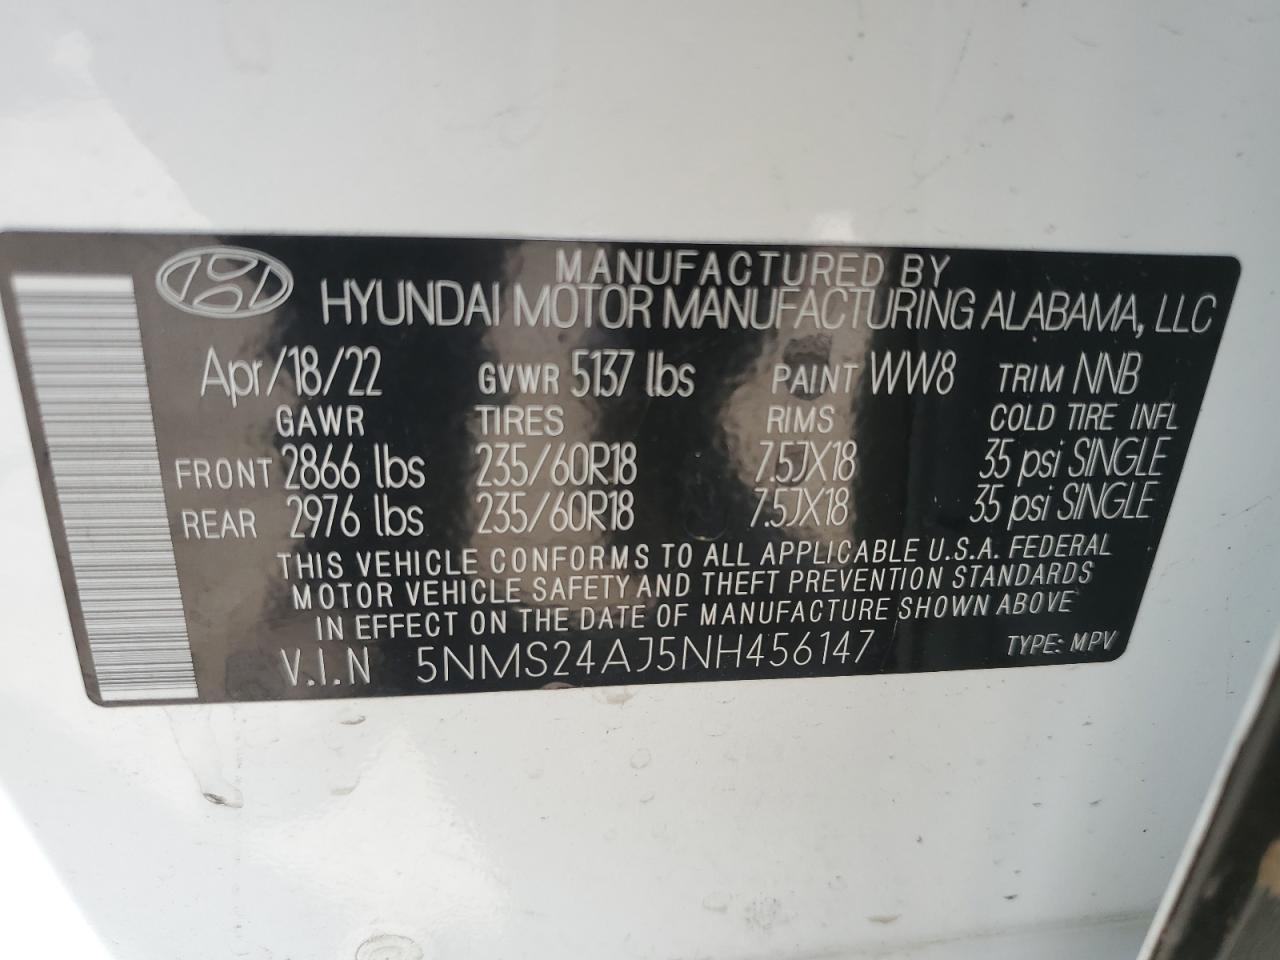 MANUFACTURED BY
HYUNDAI MOTOR MANUFACTURING ALABAMA, LLC
Apr/18/22 GVWR 5137 lbs PAINT WW8 TRIM NNB
GAWR TIRES RIMS COLD TIRE INFL
FRONT 2866 lbs 235/60R18 7.5JX18 35 psi SINGLE
REAR 2976 lbs 235/60R18 7.5JX18 35 psi SINGLE
THIS VEHICLE CONFORMS TO ALL APPLICABLE U.S.A. FEDERAL
MOTOR VEHICLE SAFETY AND THEFT PREVENTION STANDARDS
IN EFFECT ON THE DATE OF MANUFACTURE SHOWN ABOVE
V.I.N 5NMS24AJ5NH456147 TYPE: MPV